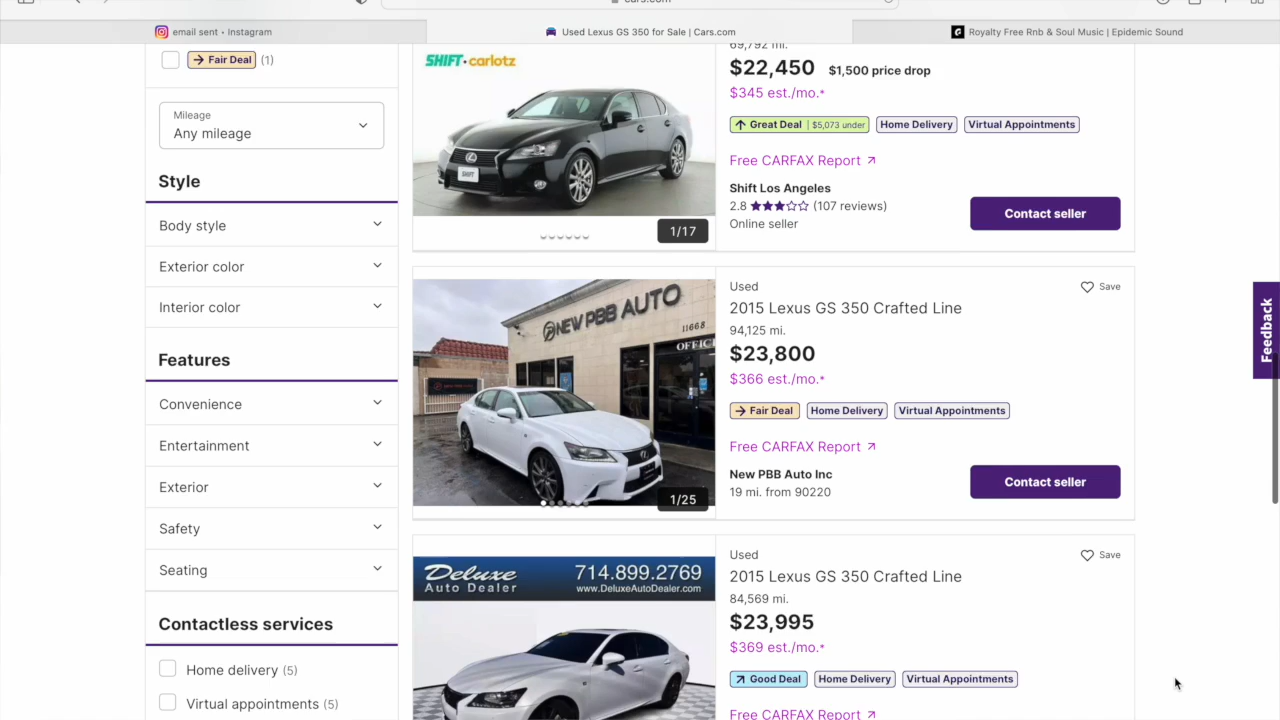 cars.com
email sent • Instagram
Used Lexus GS 350 for Sale | Cars.com
Royalty Free Rnb & Soul Music | Epidemic Sound
Fair Deal (1)
Mileage
Any mileage
Style
Body style
Exterior color
Interior color
Features
Convenience
Entertainment
Exterior
Safety
Seating
Contactless services
Home delivery (5)
Virtual appointments (5)
SHIFT • carlotz
SHIFT
1/17
69,792 mi.
$22,450 $1,500 price drop
$345 est./mo.*
Great Deal | $5,073 under
Home Delivery
Virtual Appointments
Free CARFAX Report
Shift Los Angeles
2.8 (107 reviews)
Online seller
Contact seller
NEW PBB AUTO
11668
OFFIC
1/25
Used
Save
2015 Lexus GS 350 Crafted Line
94,125 mi.
$23,800
$366 est./mo.*
Fair Deal
Home Delivery
Virtual Appointments
Free CARFAX Report
New PBB Auto Inc
19 mi. from 90220
Contact seller
Deluxe
Auto Dealer
714.899.2769
www.DeluxeAutoDealer.com
Used
Save
2015 Lexus GS 350 Crafted Line
84,569 mi.
$23,995
$369 est./mo.*
Good Deal
Home Delivery
Virtual Appointments
Free CARFAX Report
Feedback